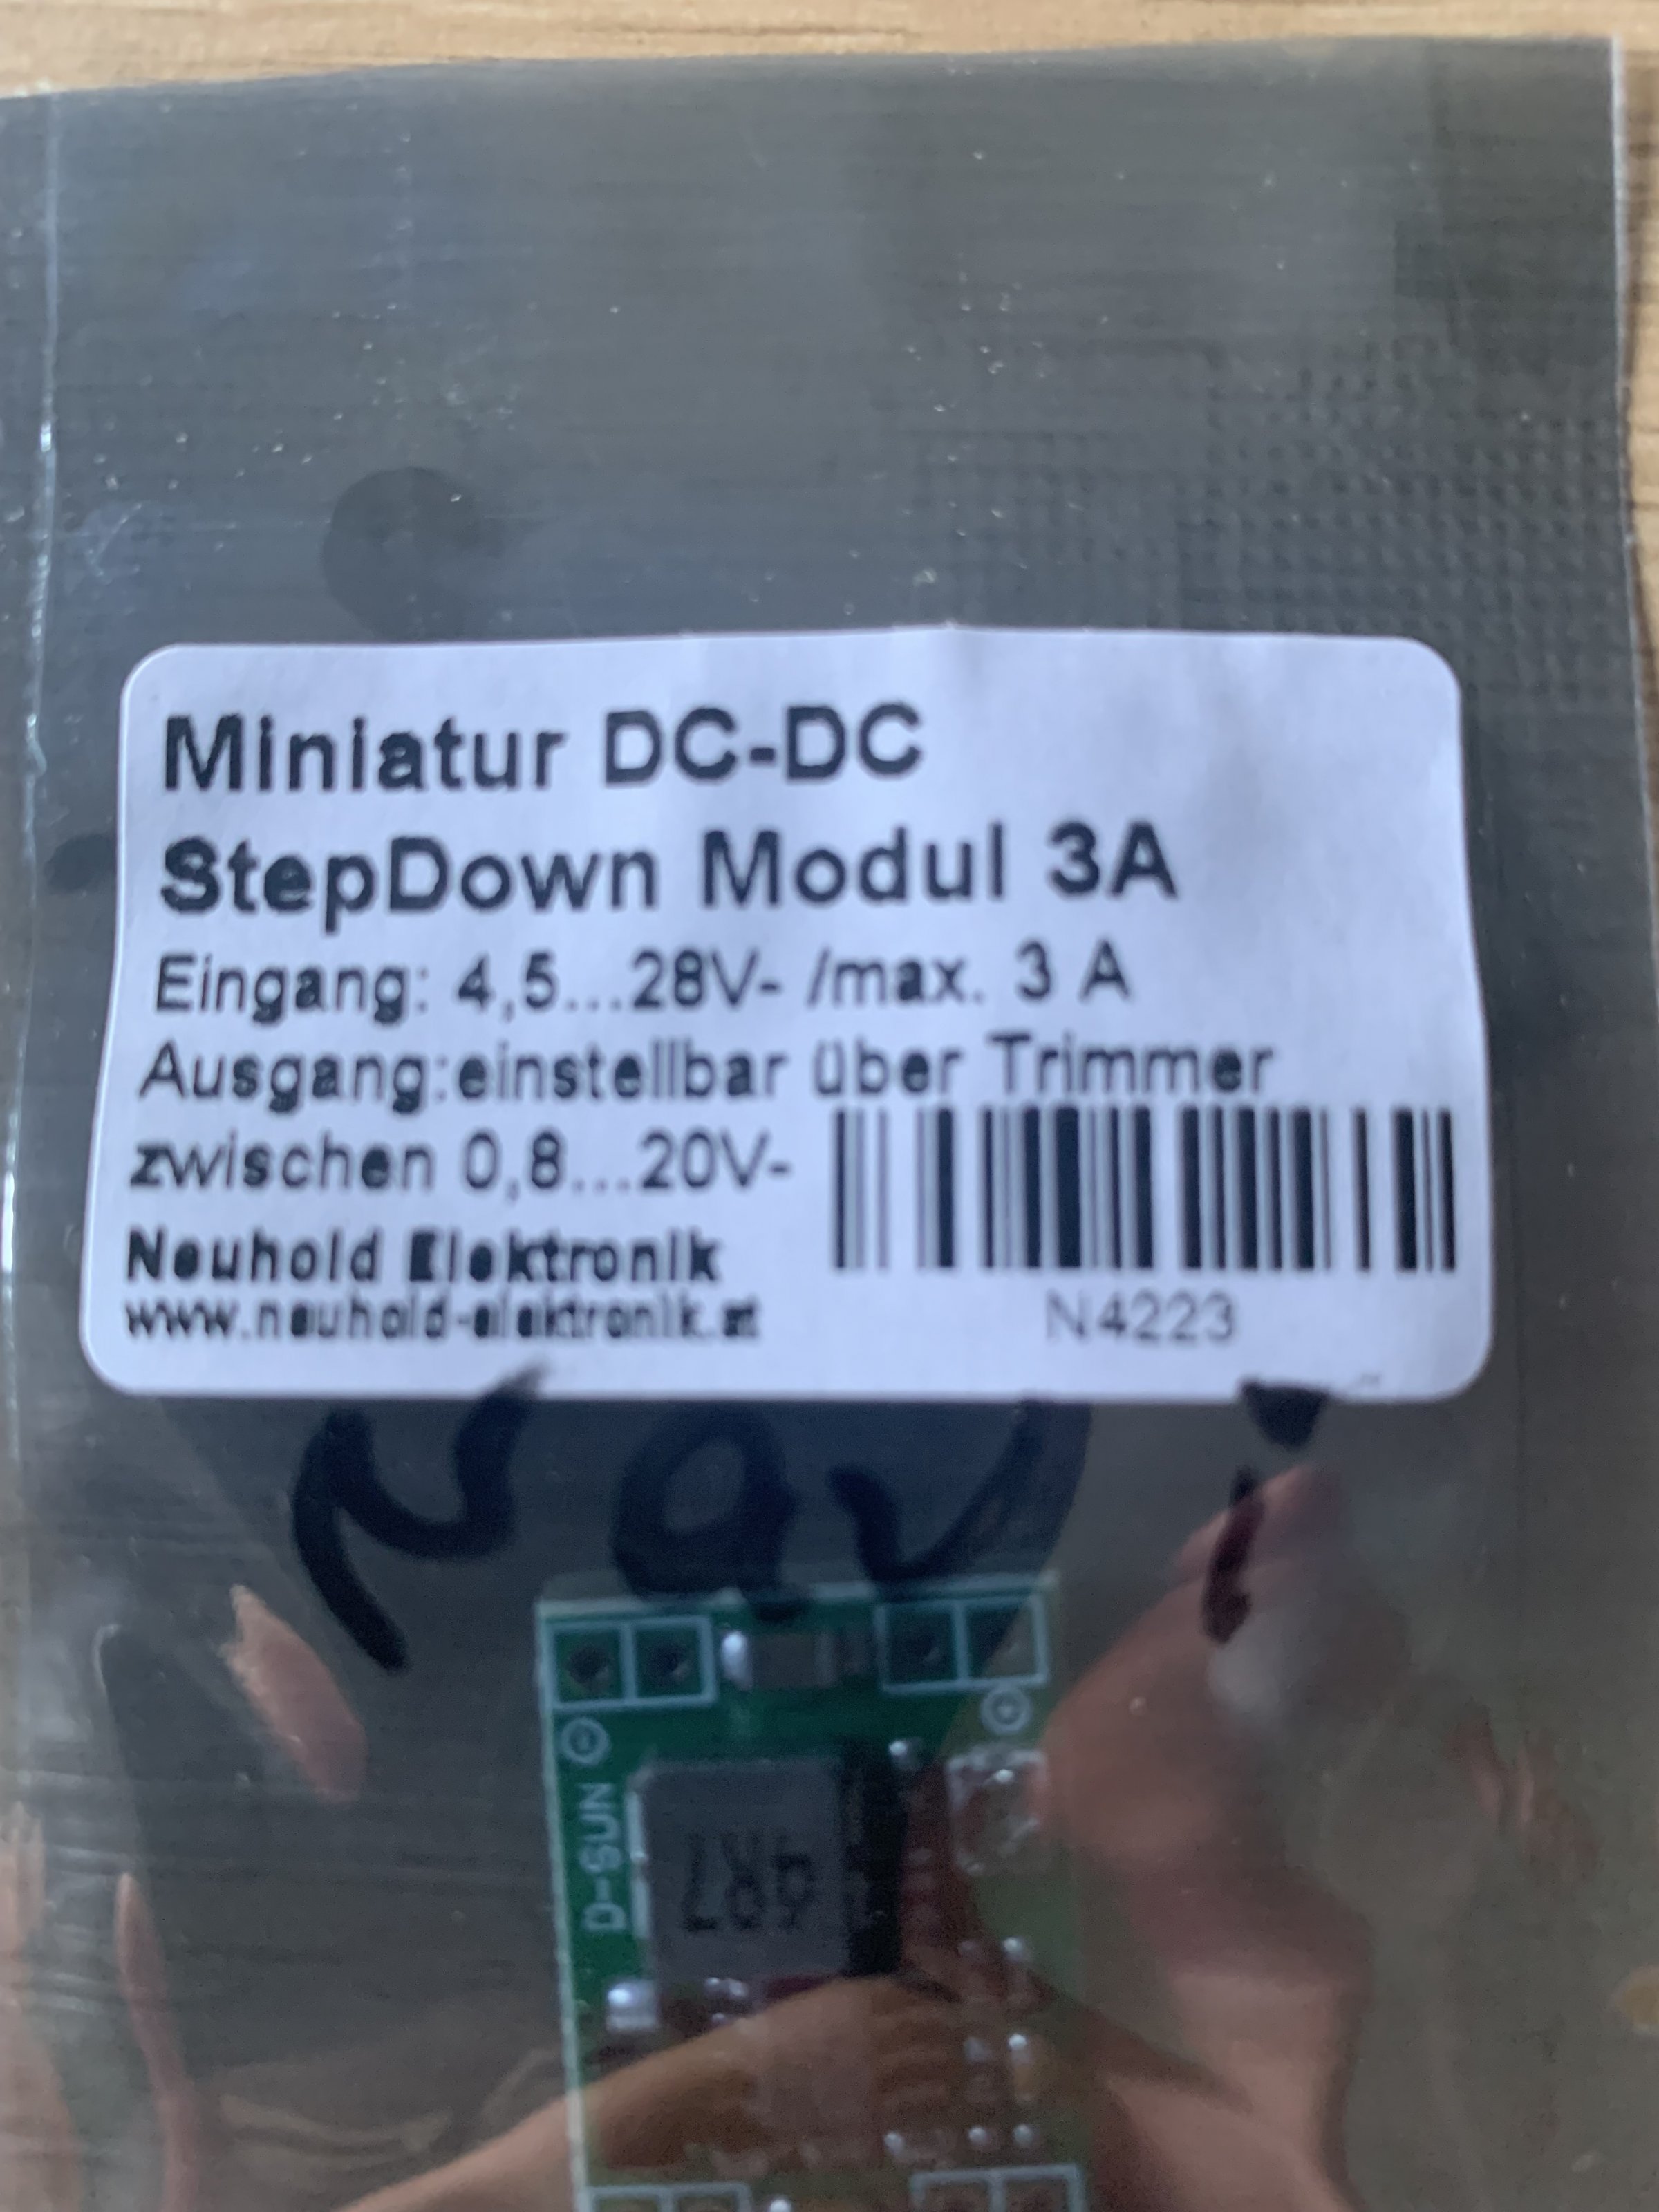 Miniatur DC-DC
StepDown Modul 3A
Eingang: 4,5...28V- /max. 3 A
Ausgang:einstellbar über Trimmer
zwischen 0,8...20V-
Neuhold Elektronik
www.neuhold-elektronik.at
N4223
D-SUN
4R7